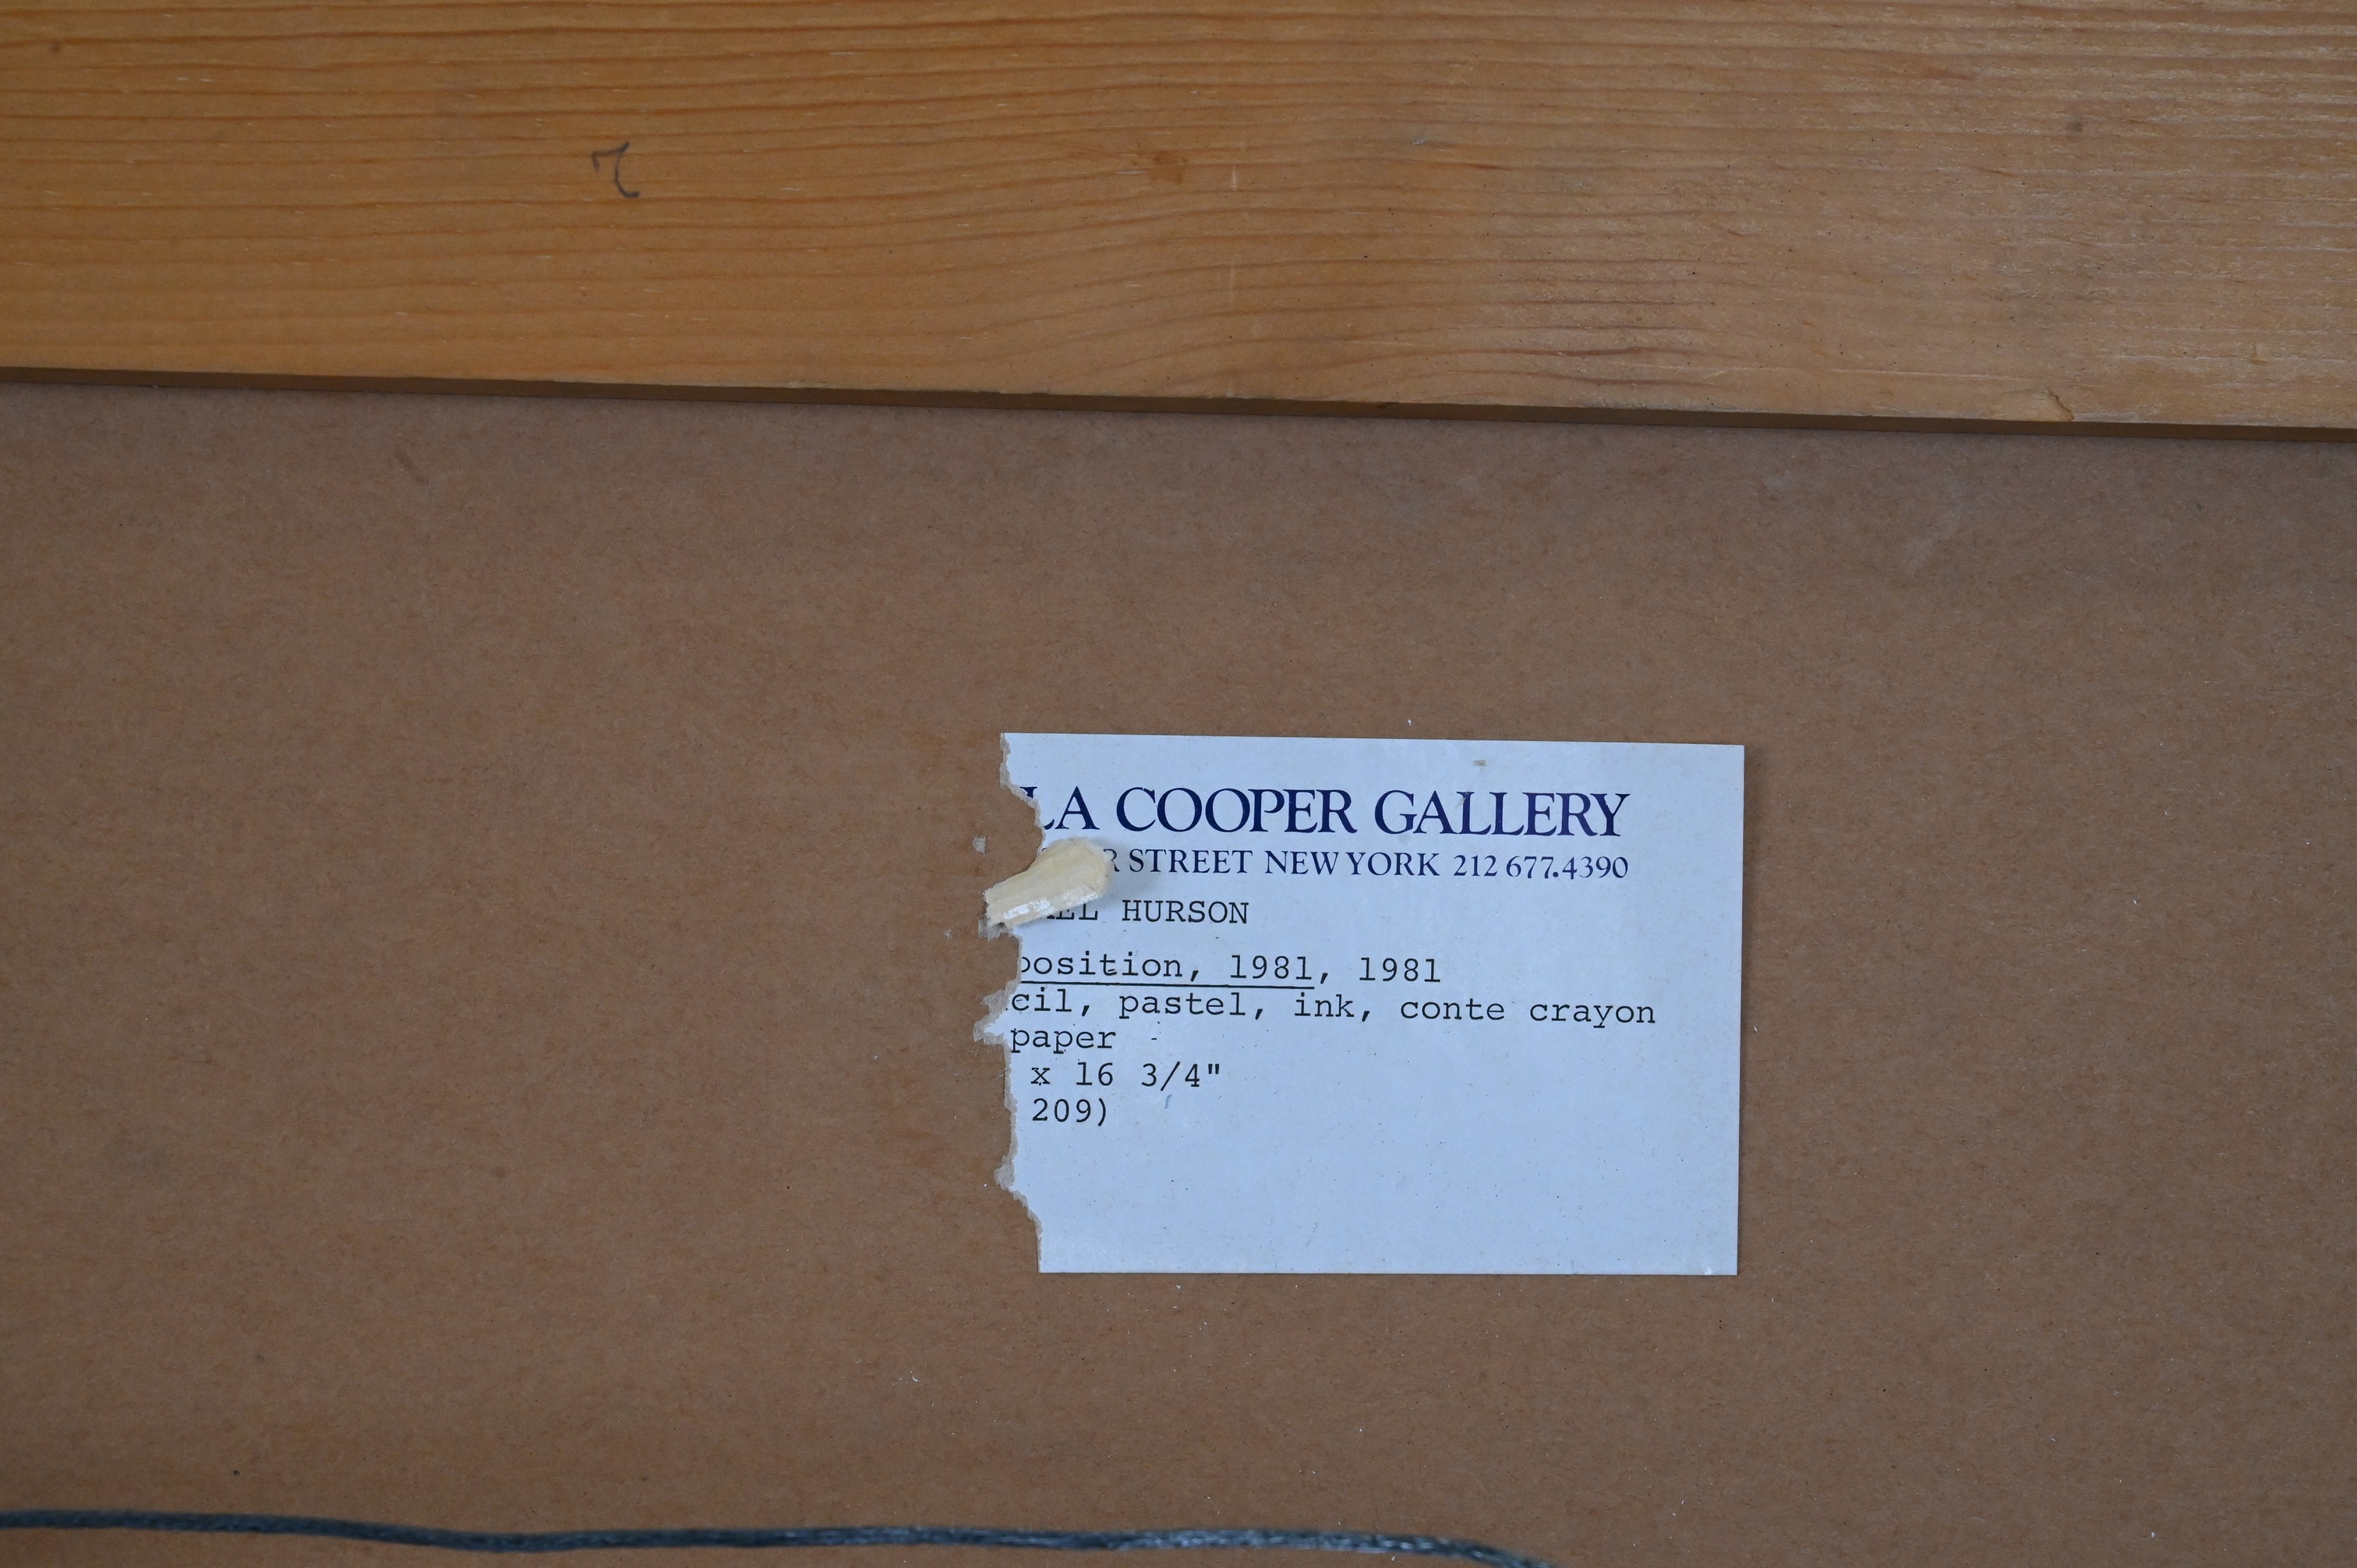 LA COOPER GALLERY
R STREET NEW YORK 212 677.4390
HURSON
position, 1981, 1981
cil, pastel, ink, conte crayon
paper
x 16 3/4"
209)